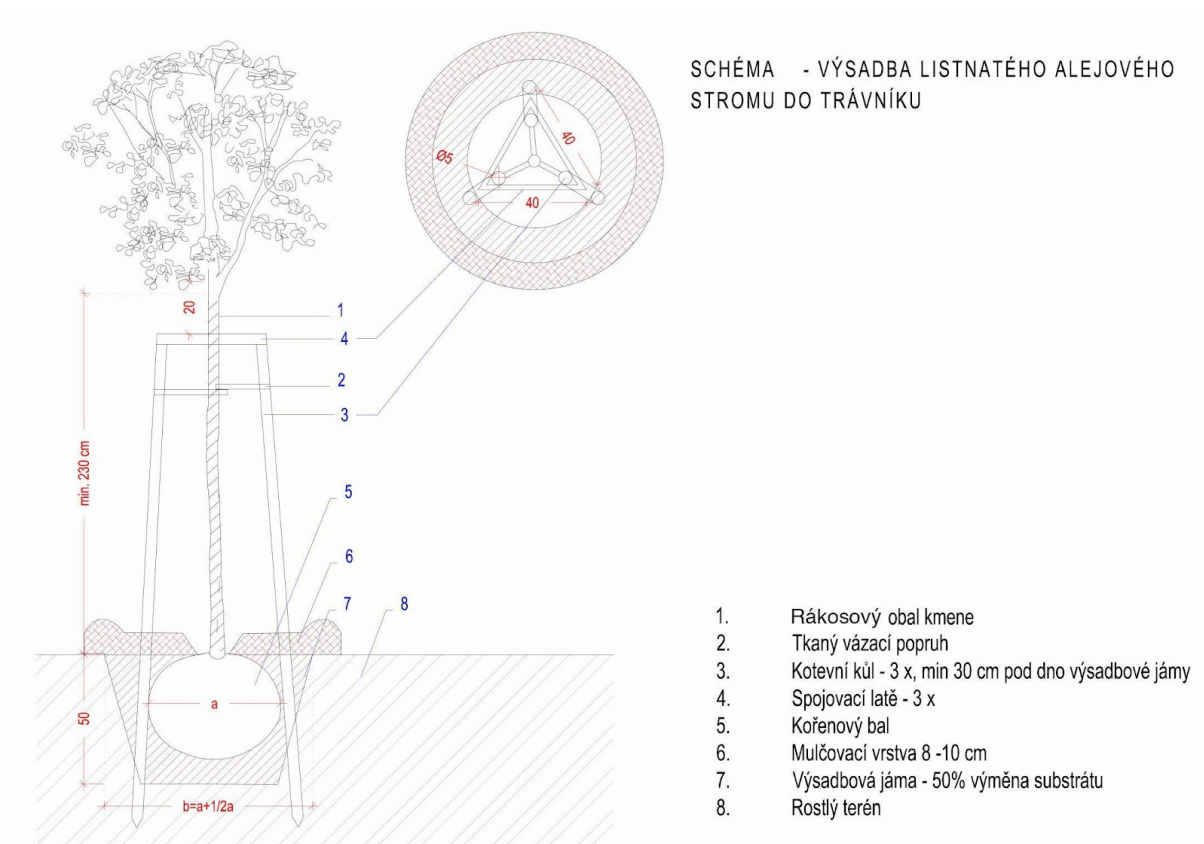 SCHÉMA - VÝSADBA LISTNATÉHO ALEJOVÉHO
STROMU DO TRÁVNÍKU
Ø5
40
40
20
min. 230 cm
50
a
b=a+1/2a
1
4
2
3
5
6
7
8
1. Rákosový obal kmene
2. Tkaný vázací popruh
3. Kotevní kůl - 3 x, min 30 cm pod dno výsadbové jámy
4. Spojovací latě - 3 x
5. Kořenový bal
6. Mulčovací vrstva 8 -10 cm
7. Výsadbová jáma - 50% výměna substrátu
8. Rostlý terén